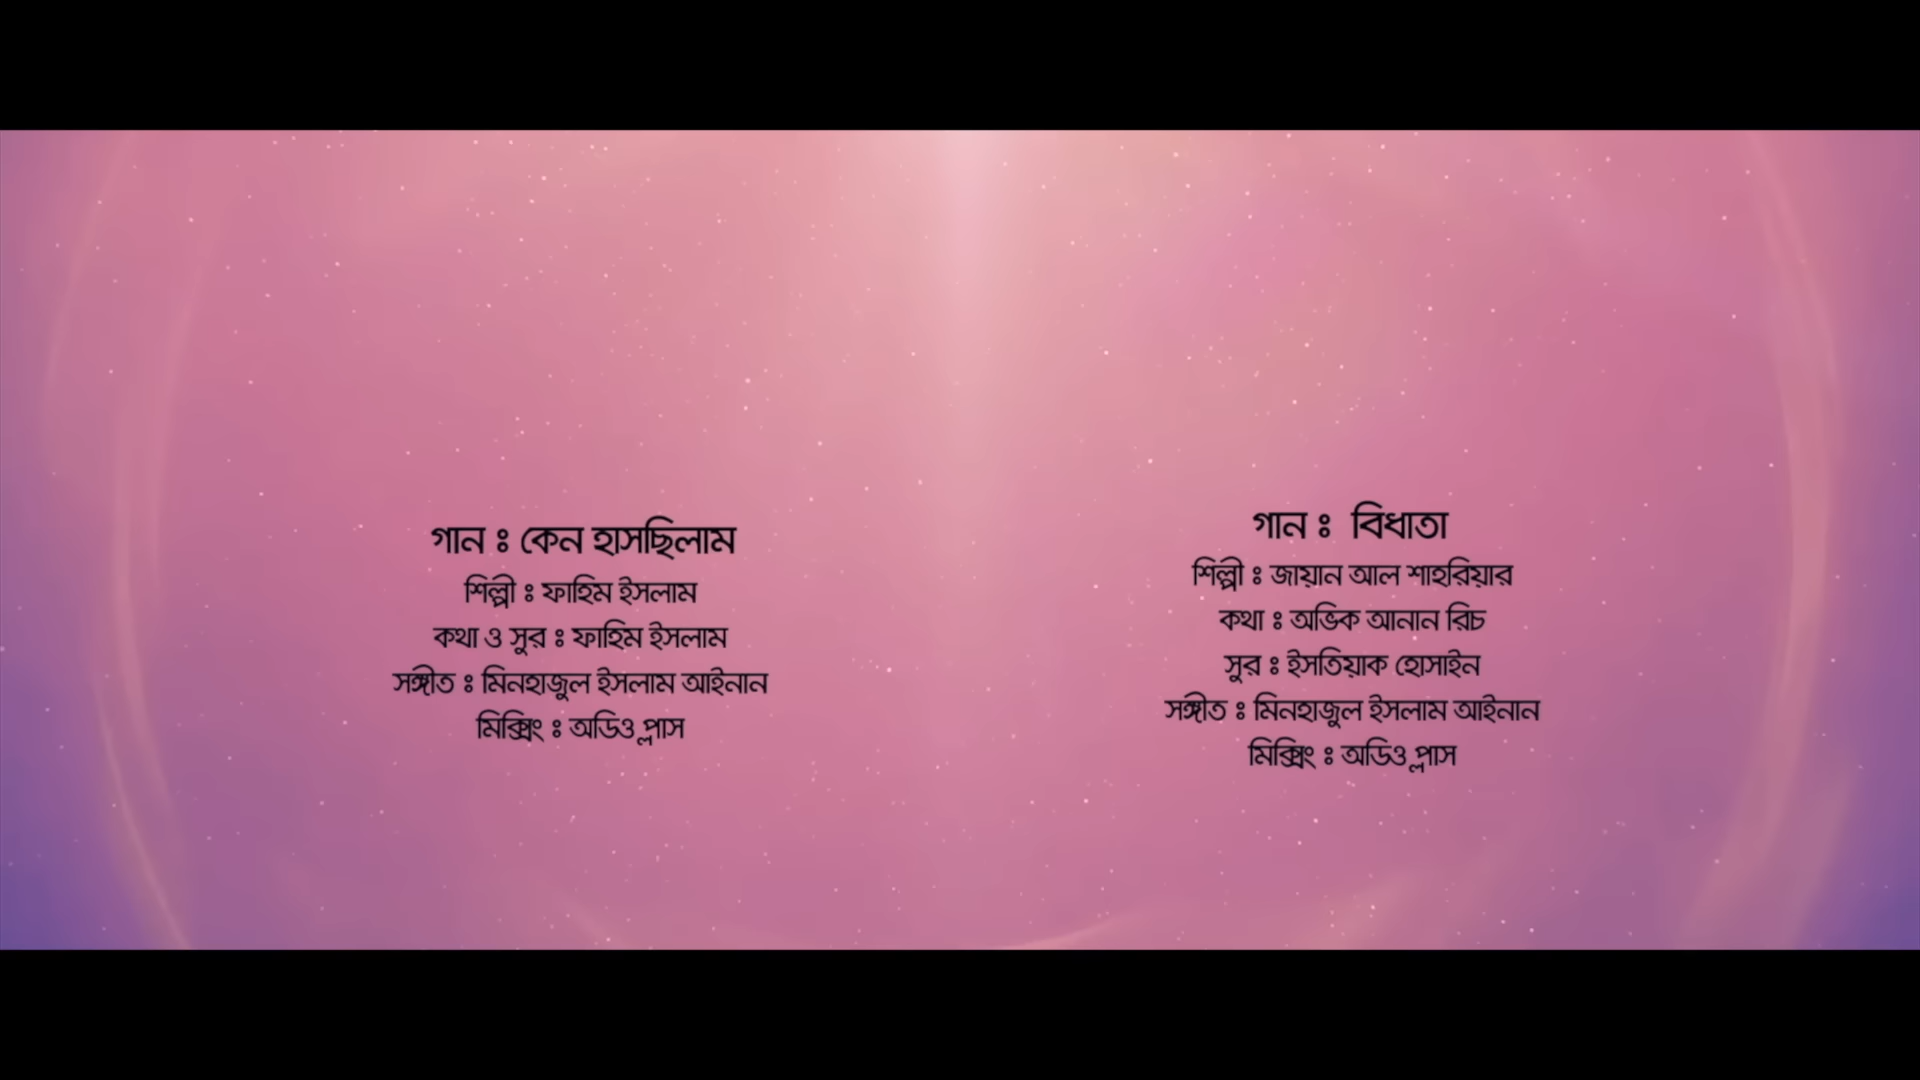 গান ঃ কেন হাসছিলাম
শিল্পী ঃ ফাহিম ইসলাম
কথা ও সুর ঃ ফাহিম ইসলাম
সঙ্গীত ঃ মিনহাজুল ইসলাম আইনান
মিক্সিং ঃ অডিও প্লাস
গান ঃ বিধাতা
শিল্পী ঃ জায়ান আল শাহরিয়ার
কথা ঃ অভিক আনান রিচ
সুর ঃ ইসতিয়াক হোসাইন
সঙ্গীত ঃ মিনহাজুল ইসলাম আইনান
মিক্সিং ঃ অডিও প্লাস